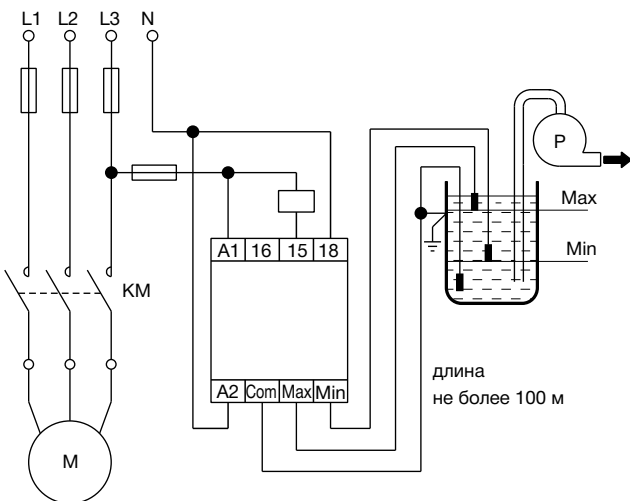 L1 L2 L3 N
P
Max
Min
A1 16 15 18
KM
A2 Com Max Min
длина
не более 100 м
M